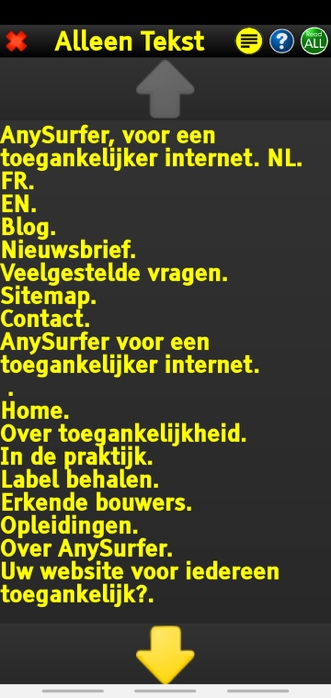 Alleen Tekst
Read
ALL
AnySurfer, voor een
toegankelijker internet. NL.
FR.
EN.
Blog.
Nieuwsbrief.
Veelgestelde vragen.
Sitemap.
Contact.
AnySurfer voor een
toegankelijker internet.
.
Home.
Over toegankelijkheid.
In de praktijk.
Label behalen.
Erkende bouwers.
Opleidingen.
Over AnySurfer.
Uw website voor iedereen
toegankelijk?.